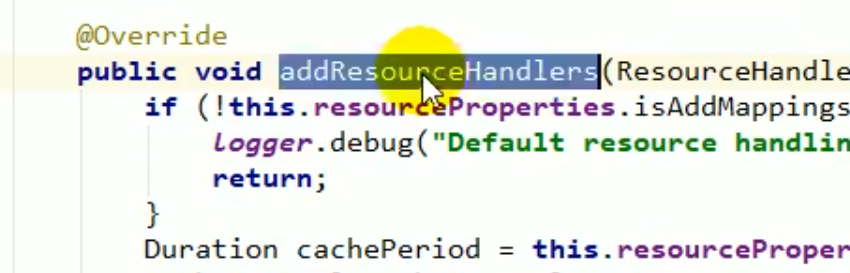 @Override
public void addResourceHandlers(ResourceHandle
if (!this.resourceProperties.isAddMappings
logger.debug("Default resource handlin
return;
}
Duration cachePeriod = this.resourceProper